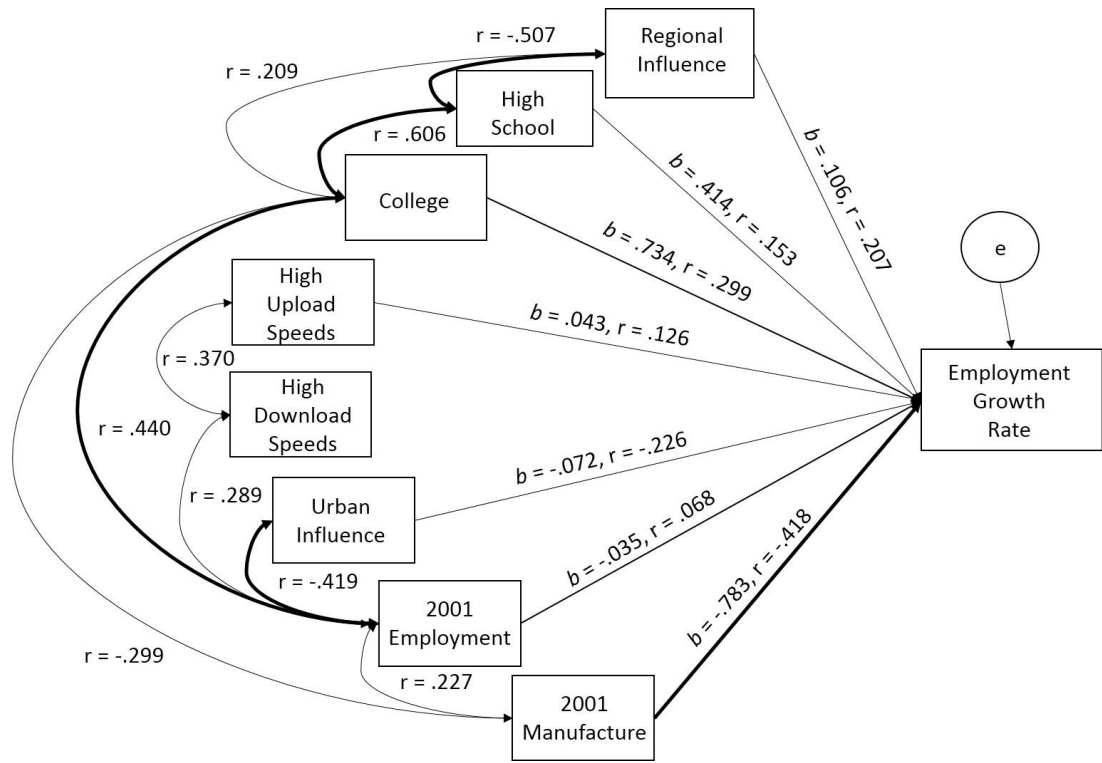 r = -.507
Regional
Influence
r = .209
High
School
r = .606
College
b = .106, r = .207
b = .414, r = .153
b = .734, r = .299
e
High
Upload
Speeds
b = .043, r = .126
r = .370
High
Download
Speeds
Employment
Growth
Rate
r = .440
b = -.072, r = -.226
r = .289
Urban
Influence
r = -.419
b = -.035, r = .068
2001
Employment
b = -.783, r = -.418
r = -.299
r = .227
2001
Manufacture